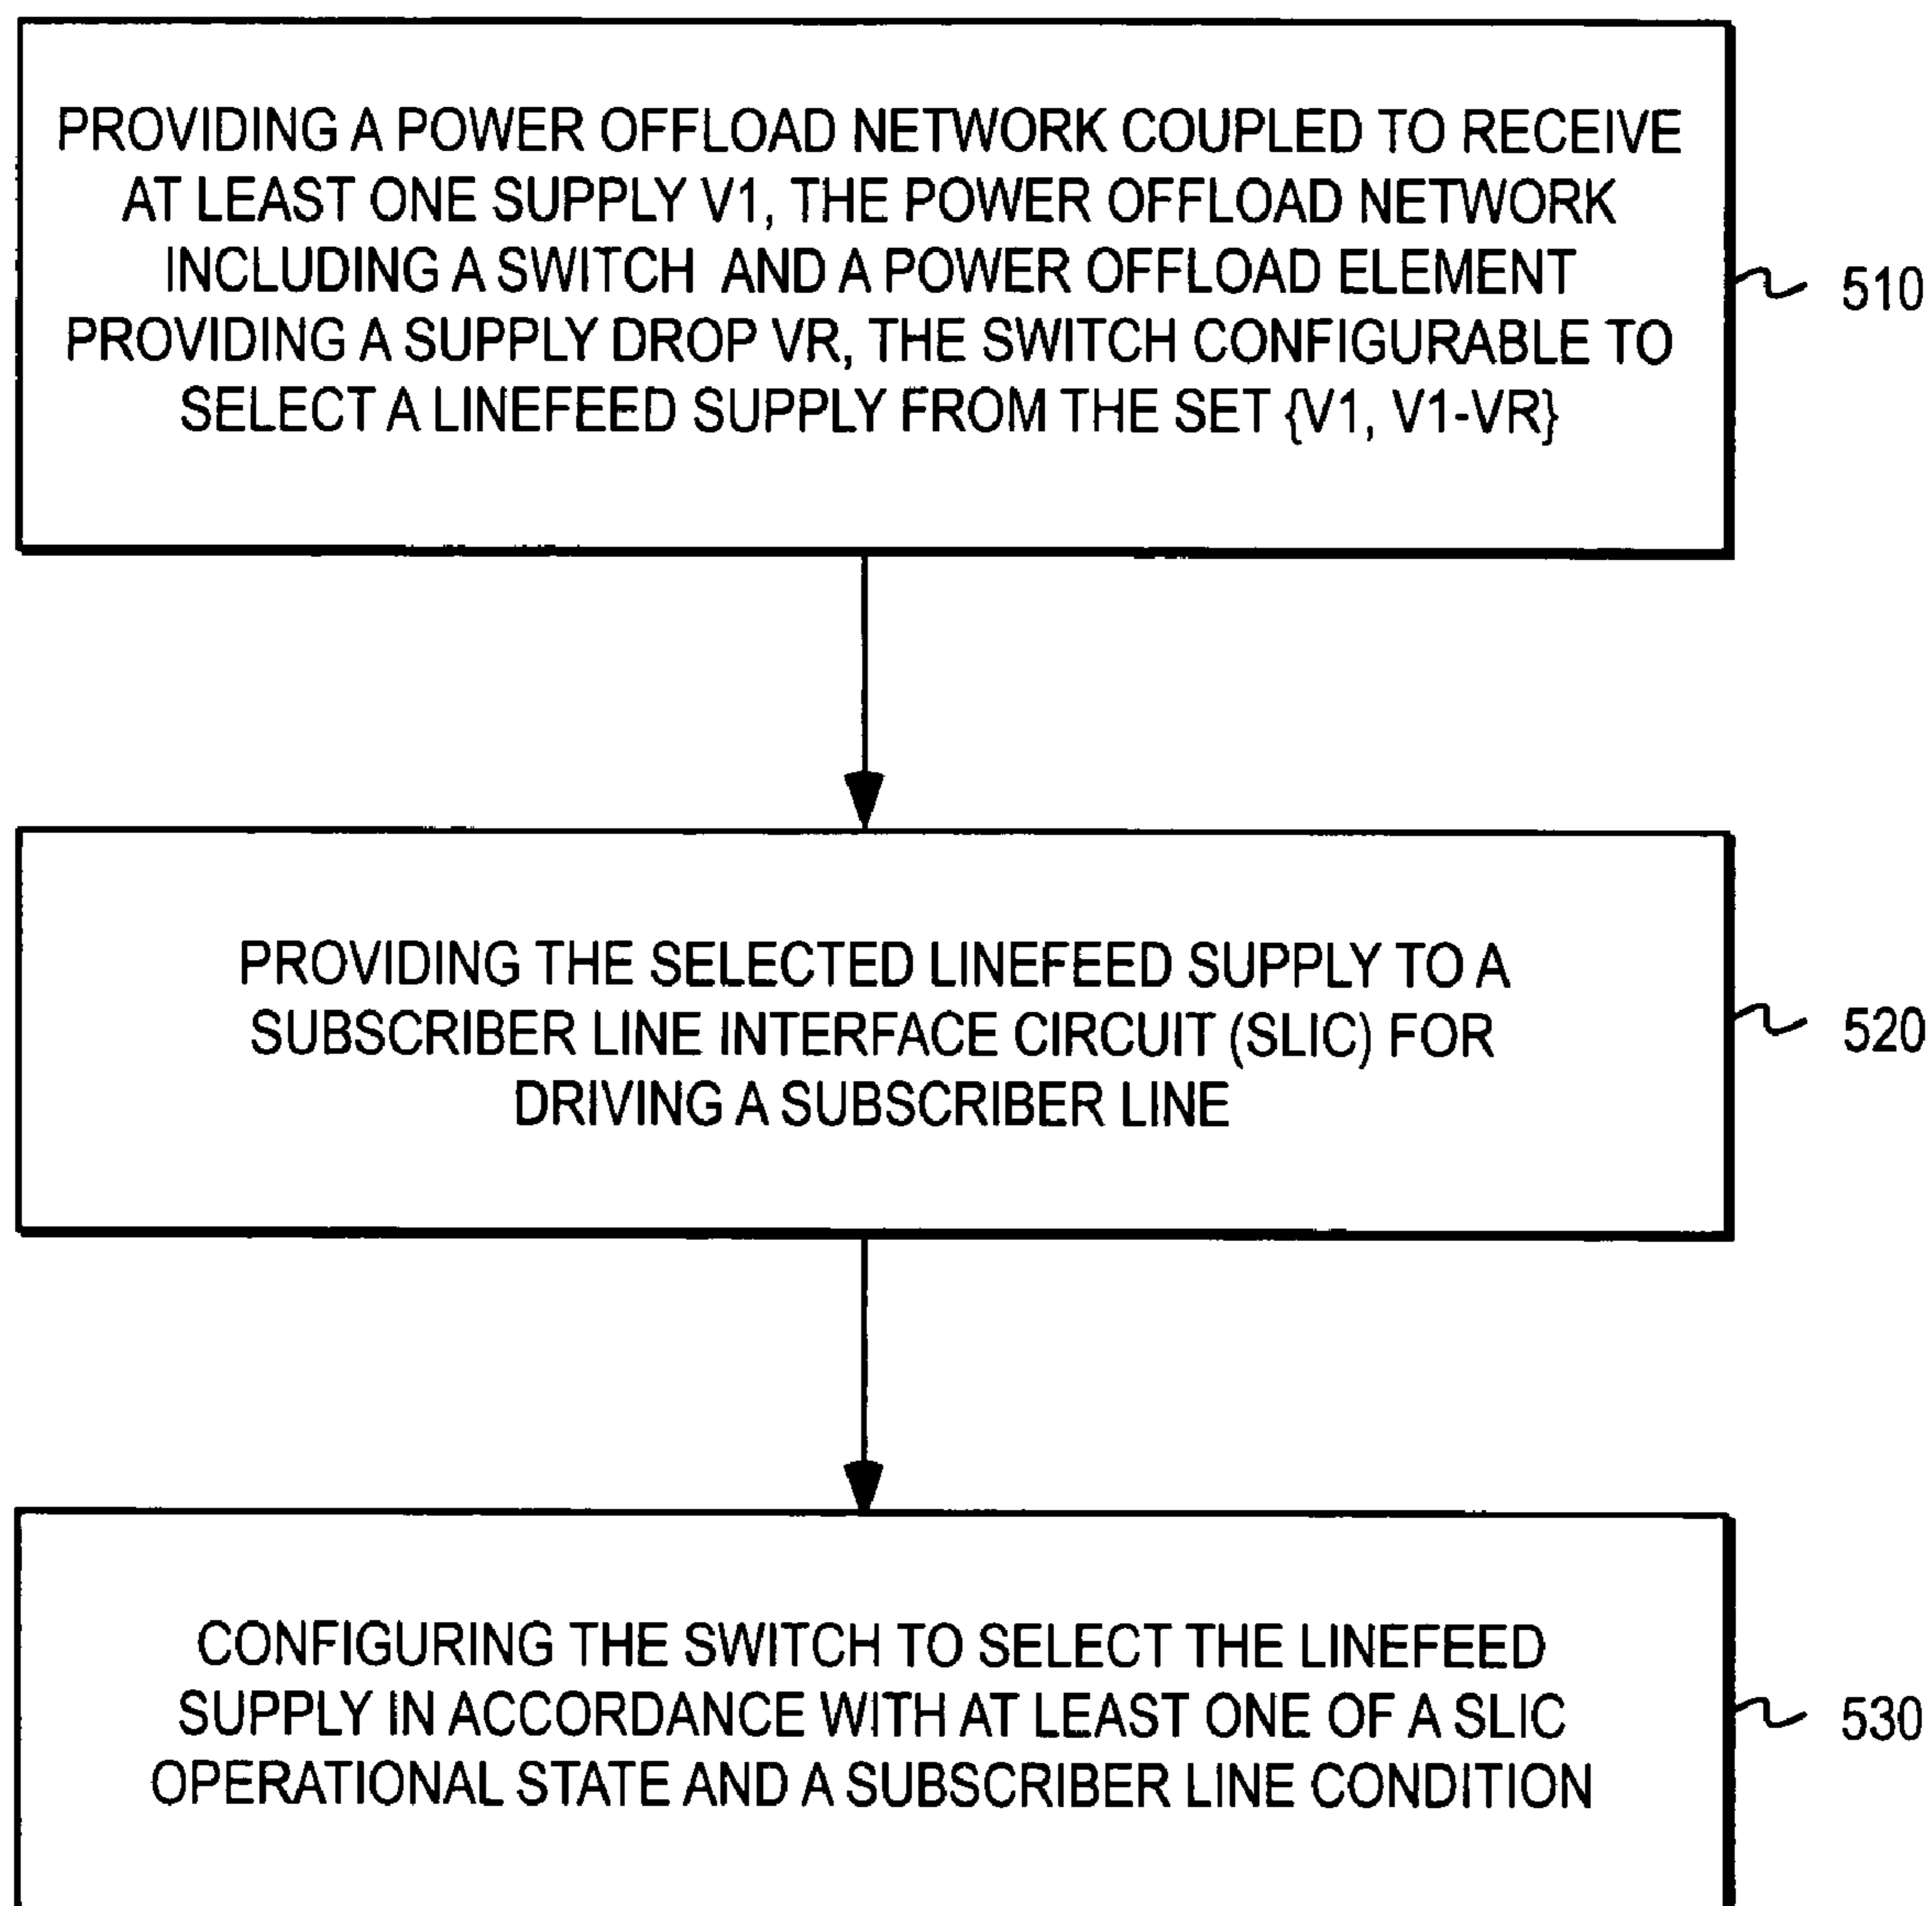 PROVIDING A POWER OFFLOAD NETWORK COUPLED TO RECEIVE
AT LEAST ONE SUPPLY V1, THE POWER OFFLOAD NETWORK
INCLUDING A SWITCH AND A POWER OFFLOAD ELEMENT
PROVIDING A SUPPLY DROP VR, THE SWITCH CONFIGURABLE TO
SELECT A LINEFEED SUPPLY FROM THE SET {V1, V1-VR}
510
PROVIDING THE SELECTED LINEFEED SUPPLY TO A
SUBSCRIBER LINE INTERFACE CIRCUIT (SLIC) FOR
DRIVING A SUBSCRIBER LINE
520
CONFIGURING THE SWITCH TO SELECT THE LINEFEED
SUPPLY IN ACCORDANCE WITH AT LEAST ONE OF A SLIC
OPERATIONAL STATE AND A SUBSCRIBER LINE CONDITION
530